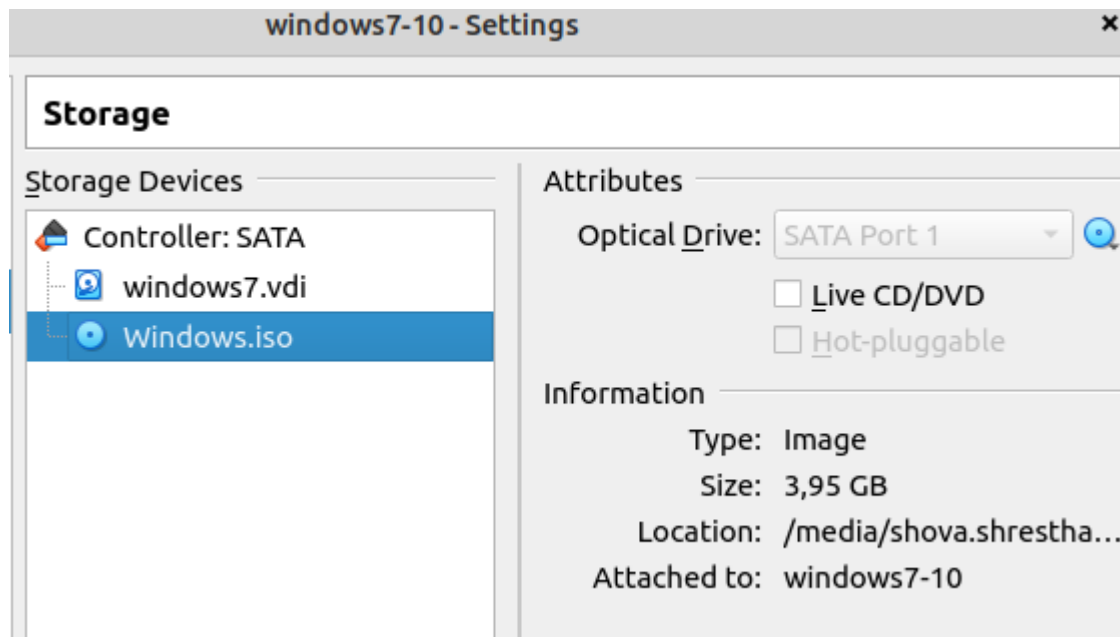 windows7-10 - Settings
Storage
Storage Devices
Controller: SATA
windows7.vdi
Windows.iso
Attributes
Optical Drive: SATA Port 1
Live CD/DVD
Hot-pluggable
Information
Type: Image
Size: 3,95 GB
Location: /media/shova.shrestha...
Attached to: windows7-10